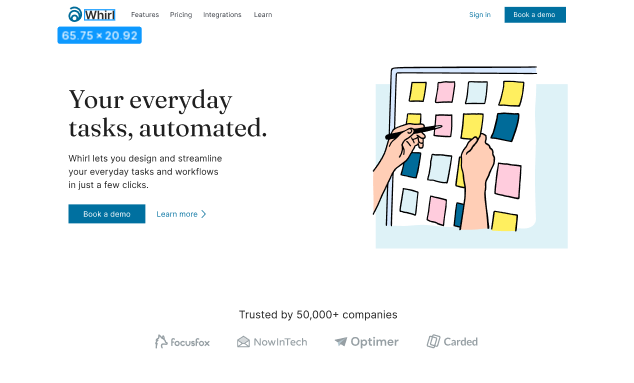 Whirl Features Pricing Integrations Learn Sign in Book a demo
65.75 × 20.92
Your everyday
tasks, automated.
Whirl lets you design and streamline
your everyday tasks and workflows
in just a few clicks.
Book a demo Learn more
Trusted by 50,000+ companies
focusfox NowInTech Optimer Carded